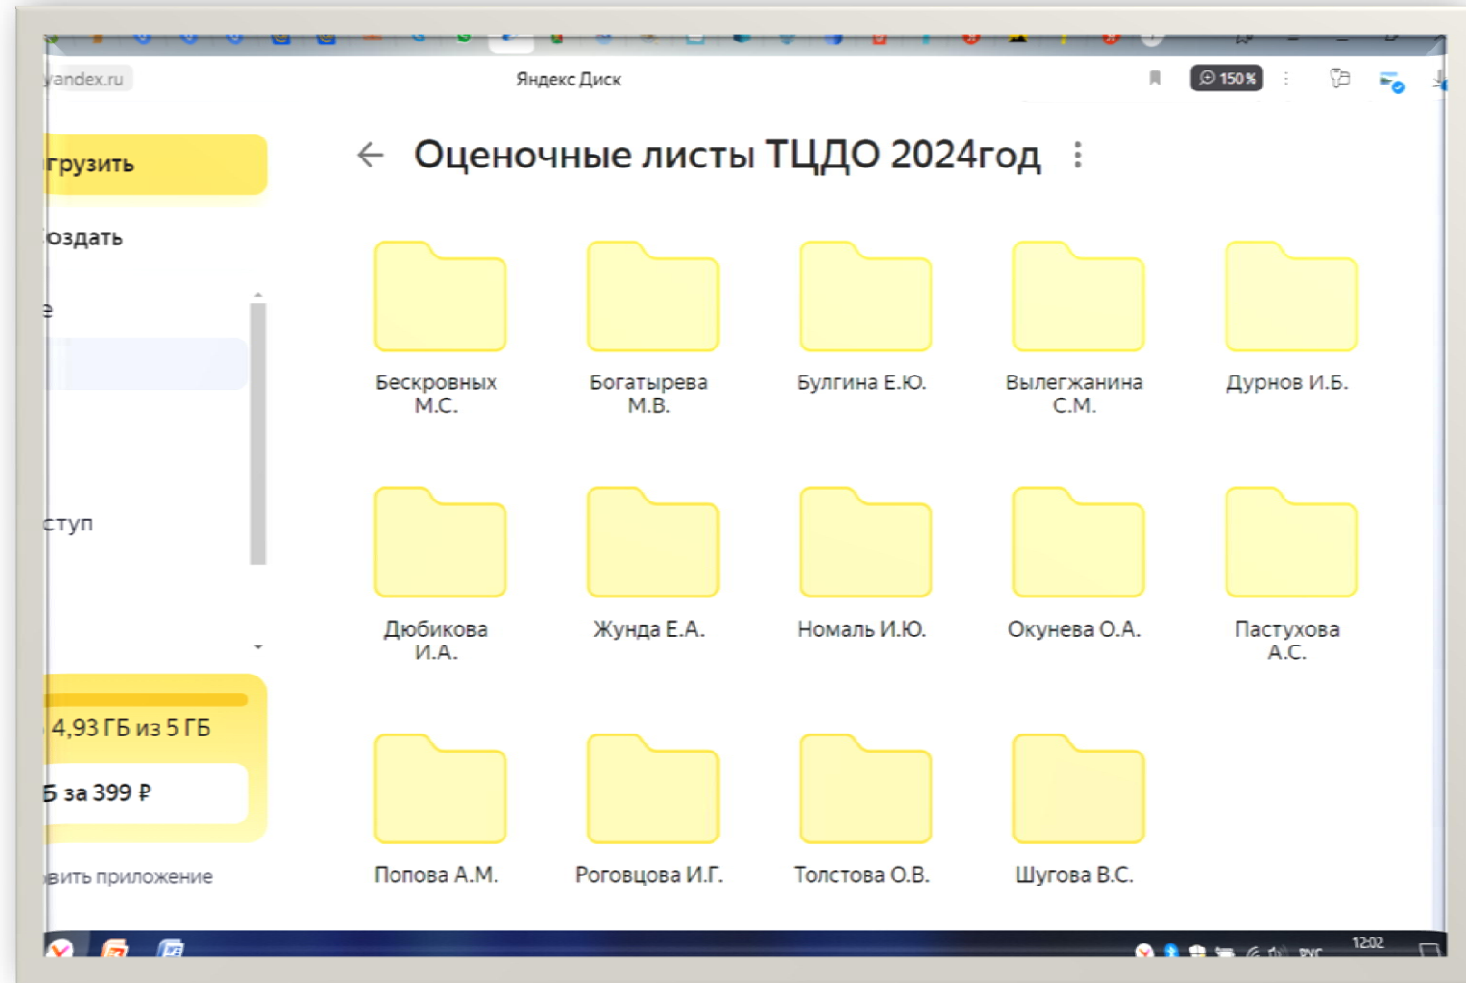 yandex.ru
Яндекс Диск
150 %
грузить
Оценочные листы ТЦДО 2024год
оздать
е
Бескровных
М.С.
Богатырева
М.В.
Булгина Е.Ю.
Вылегжанина
С.М.
Дурнов И.Б.
ступ
Дюбикова
И.А.
Жунда Е.А.
Номаль И.Ю.
Окунева О.А.
Пастухова
А.С.
4,93 ГБ из 5 ГБ
Б за 399 ₽
Попова А.М.
Роговцова И.Г.
Толстова О.В.
Шугова В.С.
вить приложение
РУС
12:02